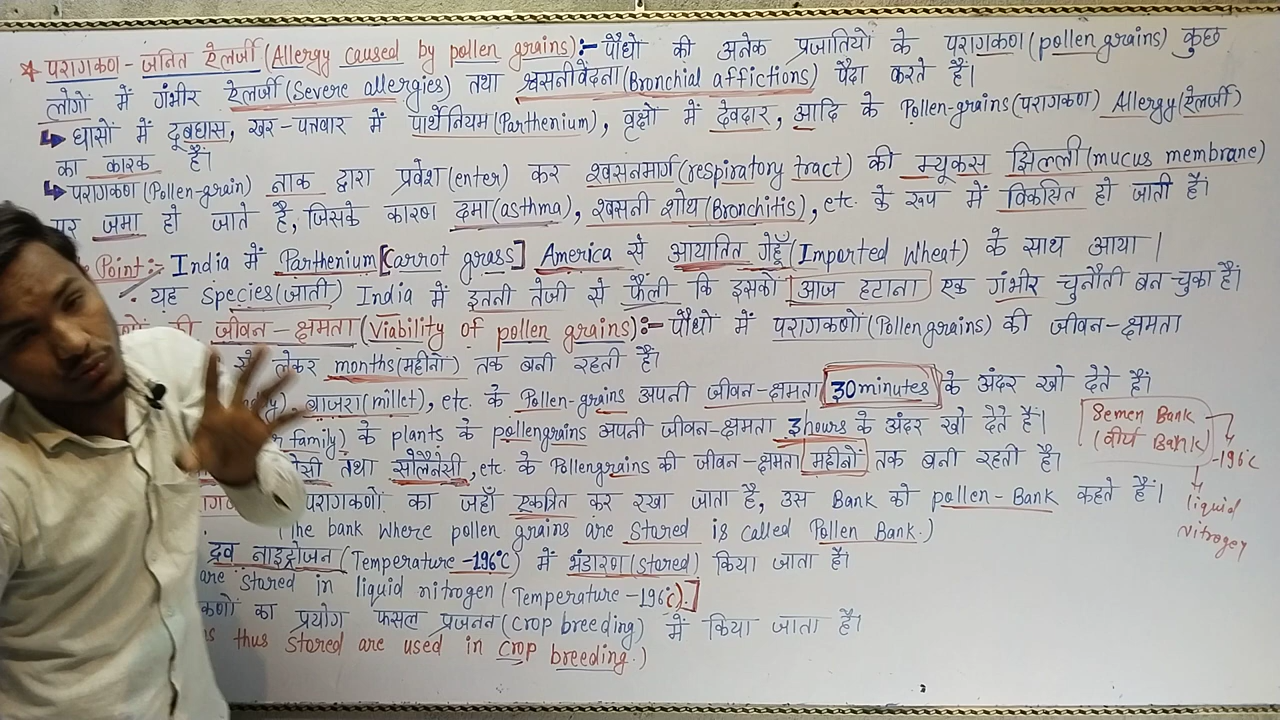 * परागकण-जनित ऐलर्जी (Allergy caused by pollen grains):- पौधों की अनेक प्रजातियों के परागकण (pollen grains) कुछ
लोगों में गंभीर ऐलर्जी (Severe allergies) तथा श्वसनीवेदना (Bronchial affictions) पैदा करते हैं।
घासों में दूबघास, खर-पतवार में पार्थेनियम (Parthenium), वृक्षों में देवदार, आदि के Pollen-grains (परागकण) Allergy (ऐलर्जी)
का कारक है।
परागकण (Pollen-grain) नाक द्वारा प्रवेश (enter) कर श्वसनमार्ग (respiratory tract) की म्यूकस झिल्ली (mucus membrane)
पर जमा हो जाते है, जिसके कारण दमा (asthma), श्वसनी शोथ (Bronchitis), etc. के रूप में विकसित हो जाती है।
Point:- India में Parthenium [Carrot grass] America से आयातित गेहूँ (Imported Wheat) के साथ आया।
. यह species (जाती) India में इतनी तेजी से फैली कि इसको आज हटाना एक गंभीर चुनौती बन चुका है।
की जीवन-क्षमता (Viability of pollen grains):- पौधों में परागकणों (Pollen grains) की जीवन-क्षमता
से लेकर months (महीनों) तक बनी रहती है।
बाजरा (millet), etc. के Pollen-grains अपनी जीवन-क्षमता 30 minutes के अंदर खो देते हैं।
family) के plants के pollengrains अपनी जीवन-क्षमता 3 hours के अंदर खो देते है।
तथा सोलैनेसी, etc. के Pollengrains की जीवन-क्षमता महीनों तक बनी रहती है।
Semen Bank
(वीर्य Bank)
-196°C
liquid
Nitrogey
परागकणों का जहाँ एकत्रित कर रखा जाता है, उस Bank को pollen-Bank कहते हैं।
(The bank where pollen grains are stored is called Pollen Bank.)
द्रव नाइट्रोजन (Temperature -196°C) में भंडारण (stored) किया जाता है।
are stored in liquid nitrogen (Temperature -196°C).]
का प्रयोग फसल प्रजनन (Crop breeding) में किया जाता है।
thus stored are used in crop breeding.)